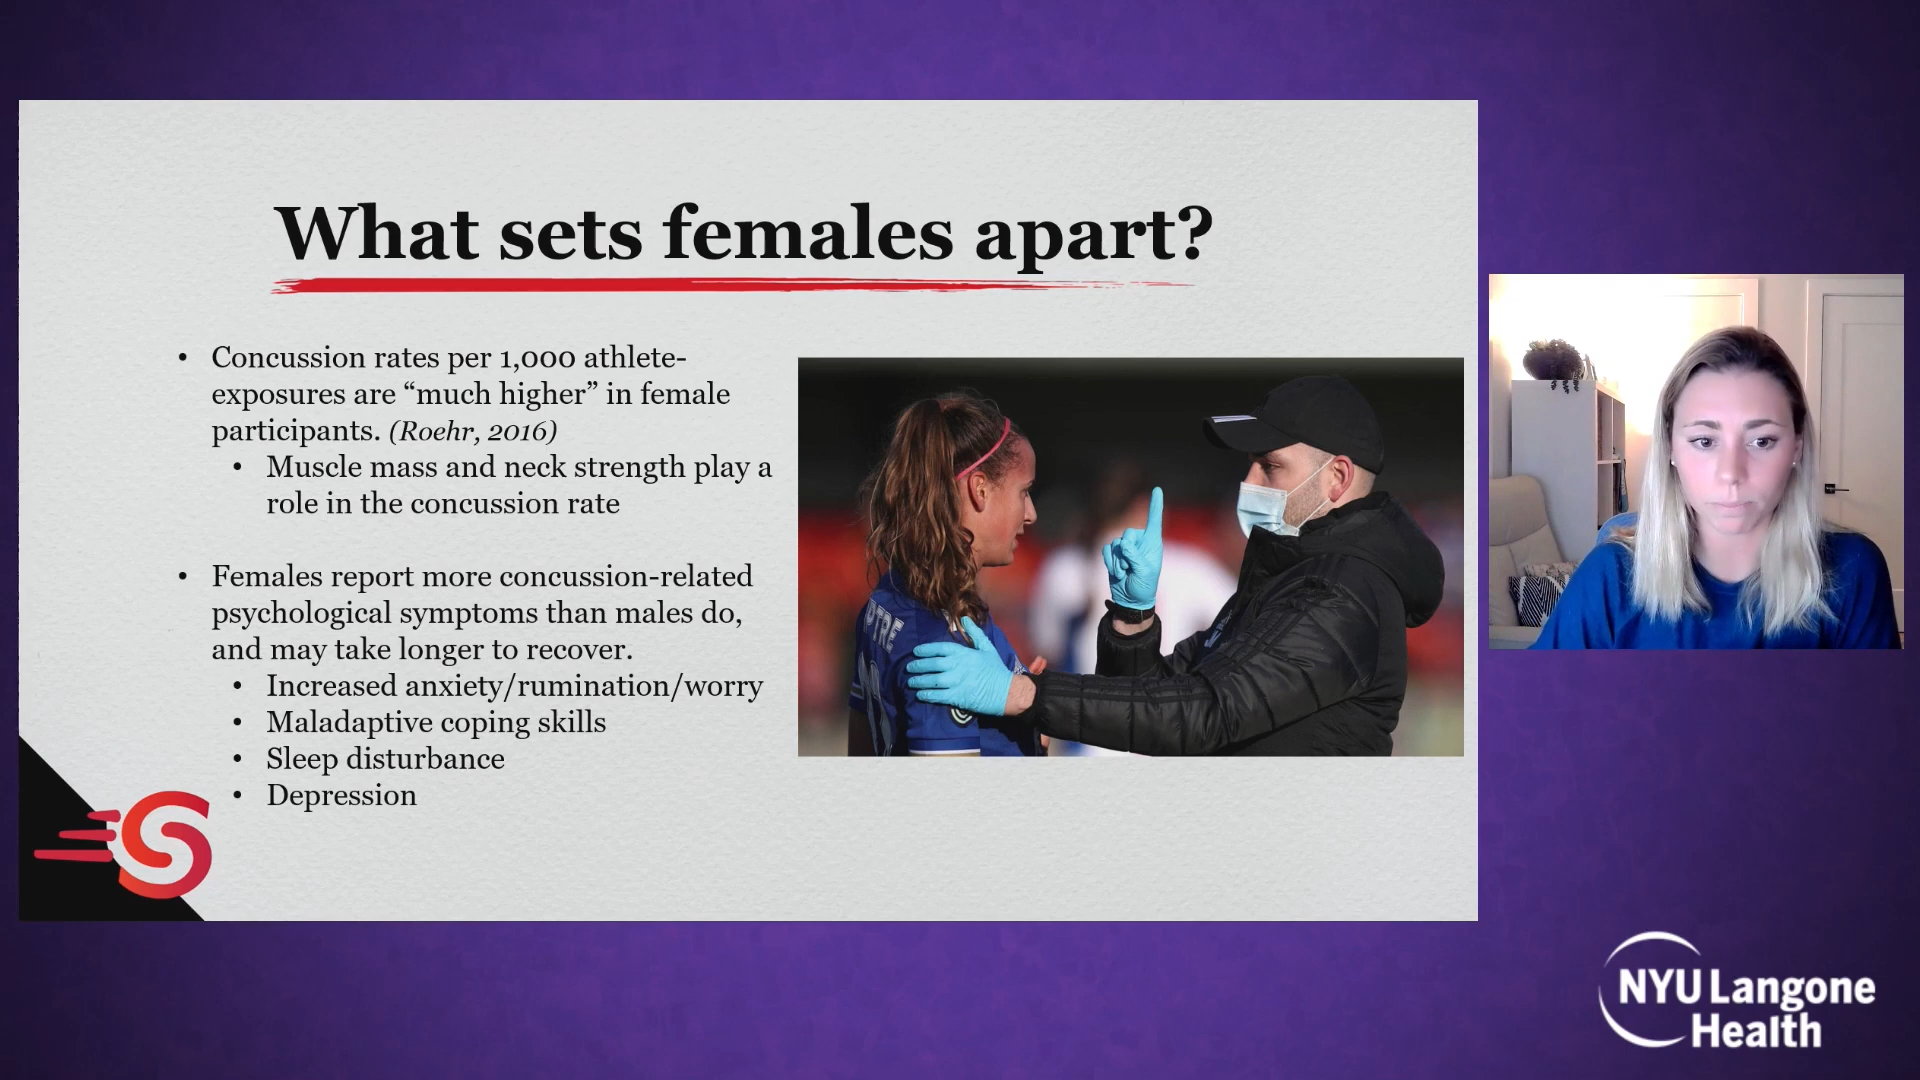 What sets females apart?
• Concussion rates per 1,000 athlete-
exposures are “much higher” in female
participants. (Roehr, 2016)
• Muscle mass and neck strength play a
role in the concussion rate
• Females report more concussion-related
psychological symptoms than males do,
and may take longer to recover.
• Increased anxiety/rumination/worry
• Maladaptive coping skills
• Sleep disturbance
• Depression
S
NYU Langone
Health